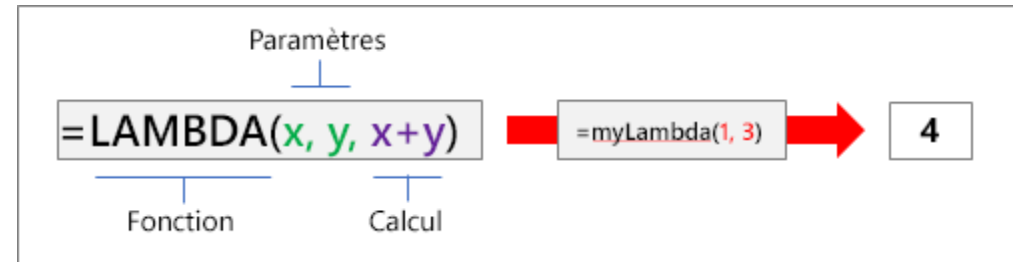 Paramètres
=LAMBDA(x, y, x+y)
=myLambda(1, 3)
4
Fonction
Calcul